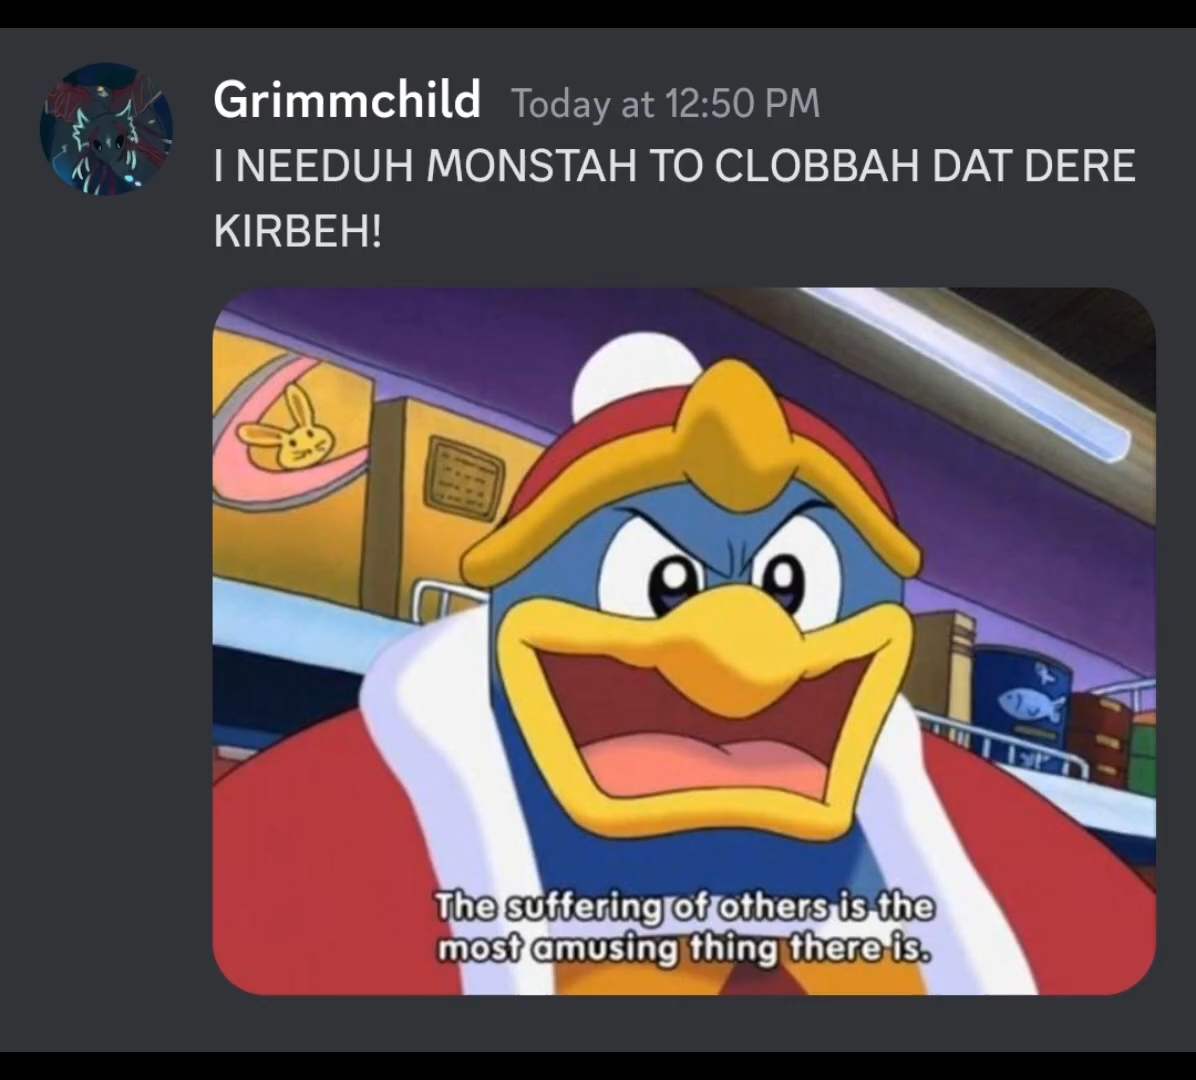 Grimmchild Today at 12:50 PM
I NEEDUH MONSTAH TO CLOBBAH DAT DERE
KIRBEH!
The suffering of others is the
most amusing thing there is.